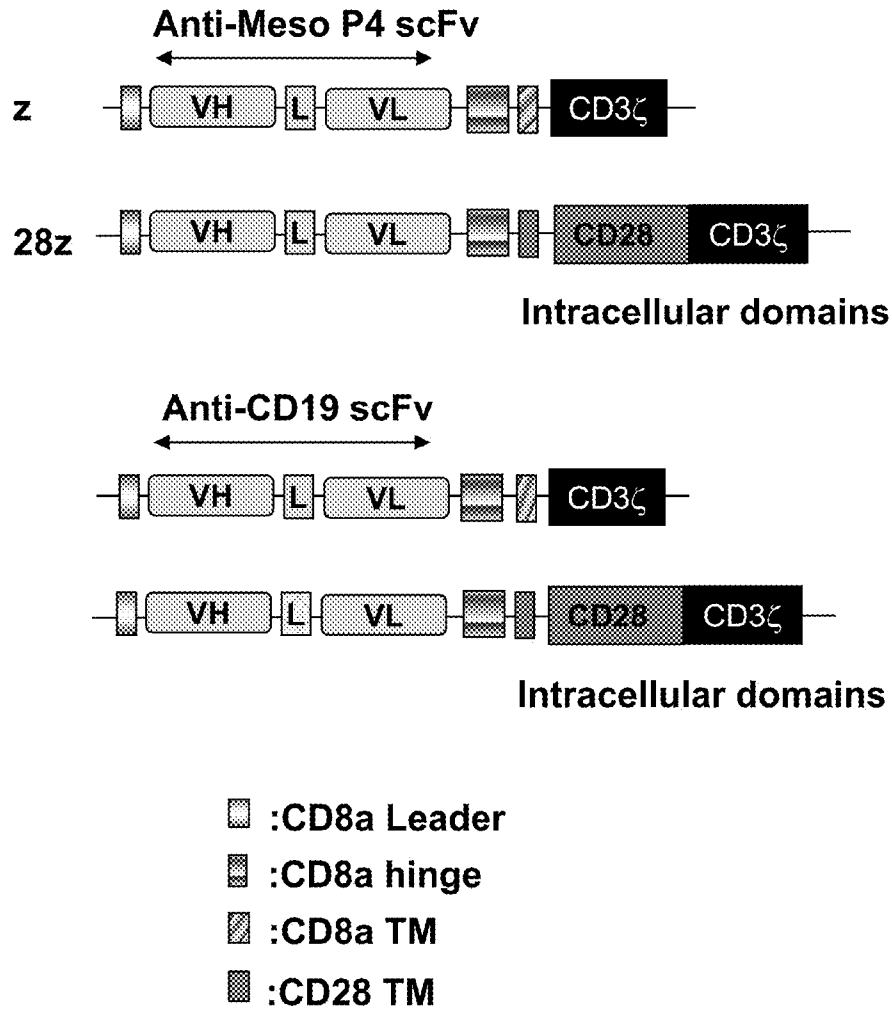 Anti-Meso P4 scFv
z VH L VL CD3ζ
28z VH L VL CD28 CD3ζ
Intracellular domains
Anti-CD19 scFv
VH L VL CD3ζ
VH L VL CD28 CD3ζ
Intracellular domains
:CD8a Leader
:CD8a hinge
:CD8a TM
:CD28 TM